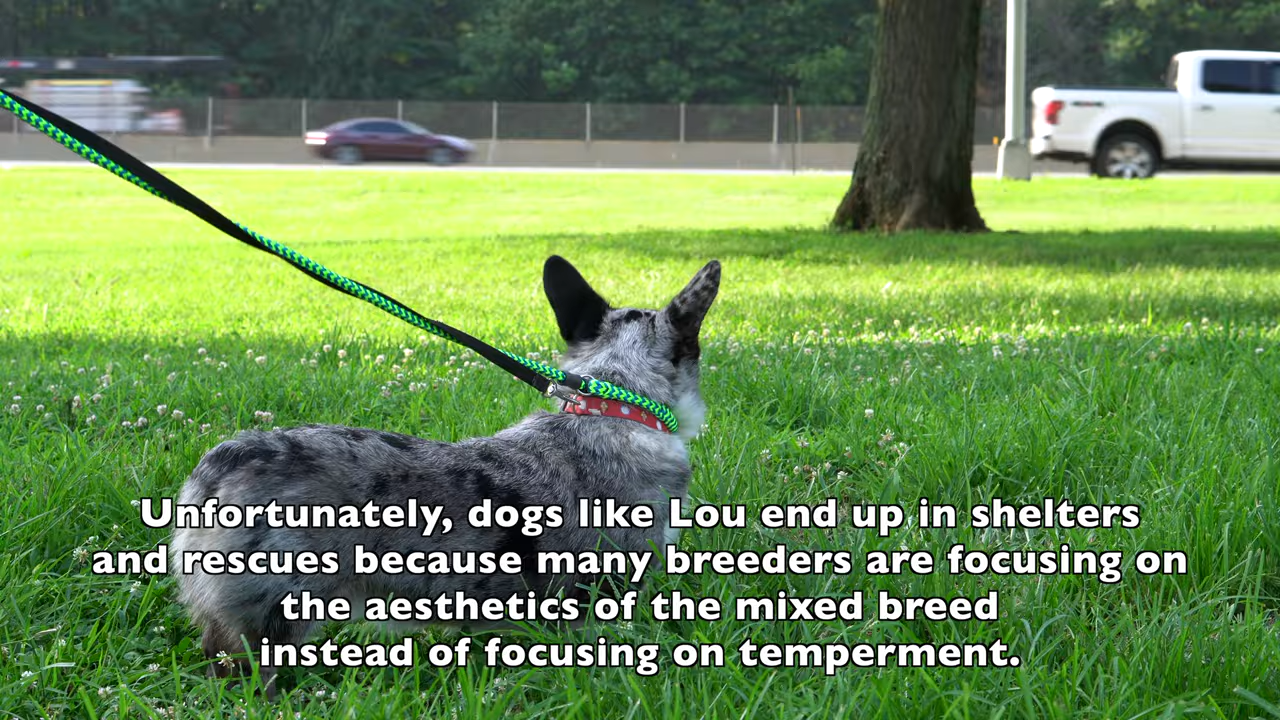 Unfortunately, dogs like Lou end up in shelters
and rescues because many breeders are focusing on
the aesthetics of the mixed breed
instead of focusing on temperment.